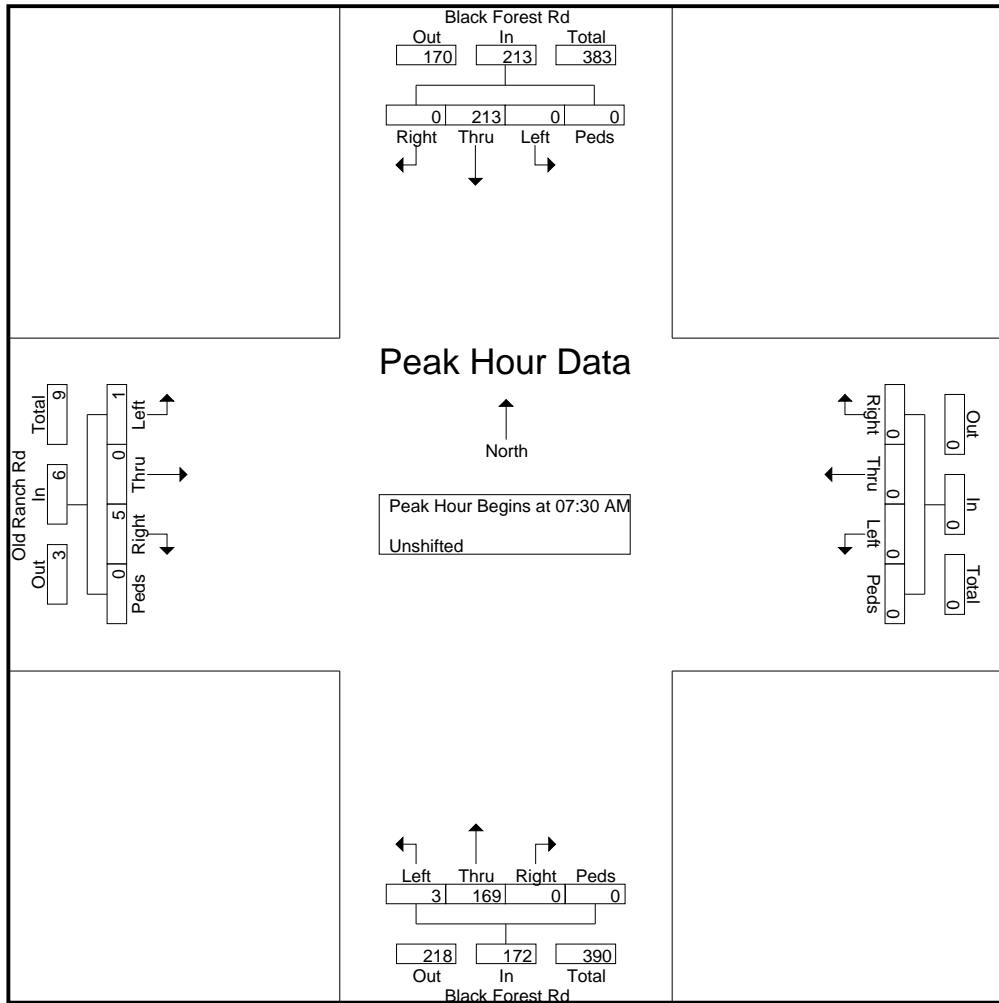 Black Forest Rd
Out In Total
170 213 383
0 213 0 0
Right Thru Left Peds
Peak Hour Data
North
Peak Hour Begins at 07:30 AM
Unshifted
Old Ranch Rd
Out In Total
3 6 9
0 5 0 1
Peds Right Thru Left
Right Thru Left Peds
0 0 0 0
Out In Total
0 0 0
Left Thru Right Peds
3 169 0 0
218 172 390
Out In Total
Black Forest Rd